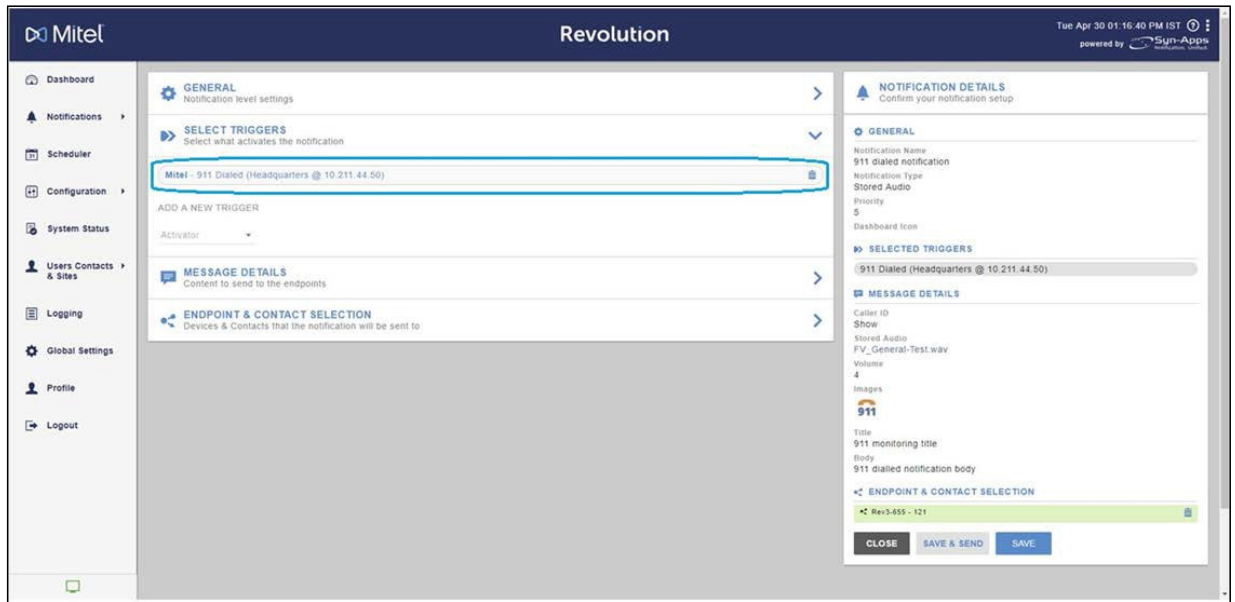 Mitel
Revolution
Tue Apr 30 01:16:40 PM IST
powered by Syn-Apps
Notification, Unified.
Dashboard
Notifications
Scheduler
Configuration
System Status
Users Contacts
& Sites
Logging
Global Settings
Profile
Logout
GENERAL
Notification level settings
SELECT TRIGGERS
Select what activates the notification
Mitel - 911 Dialed (Headquarters @ 10.211.44.50)
ADD A NEW TRIGGER
Activator
MESSAGE DETAILS
Content to send to the endpoints
ENDPOINT & CONTACT SELECTION
Devices & Contacts that the notification will be sent to
NOTIFICATION DETAILS
Confirm your notification setup
GENERAL
Notification Name
911 dialed notification
Notification Type
Stored Audio
Priority
5
Dashboard Icon
SELECTED TRIGGERS
911 Dialed (Headquarters @ 10.211.44.50)
MESSAGE DETAILS
Caller ID
Show
Stored Audio
FV_General-Test.wav
Volume
4
Images
911
Title
911 monitoring title
Body
911 dialled notification body
ENDPOINT & CONTACT SELECTION
Rev3-655 - 121
CLOSE
SAVE & SEND
SAVE